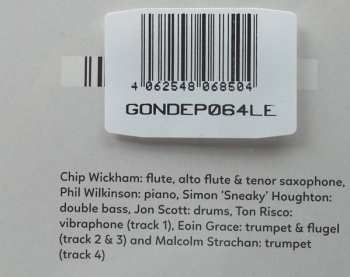 4 062548 068504
GONDEP064LE
Chip Wickham: flute, alto flute & tenor saxophone,
Phil Wilkinson: piano, Simon 'Sneaky' Houghton:
double bass, Jon Scott: drums, Ton Risco:
vibraphone (track 1), Eoin Grace: trumpet & flugel
(track 2 & 3) and Malcolm Strachan: trumpet
(track 4)